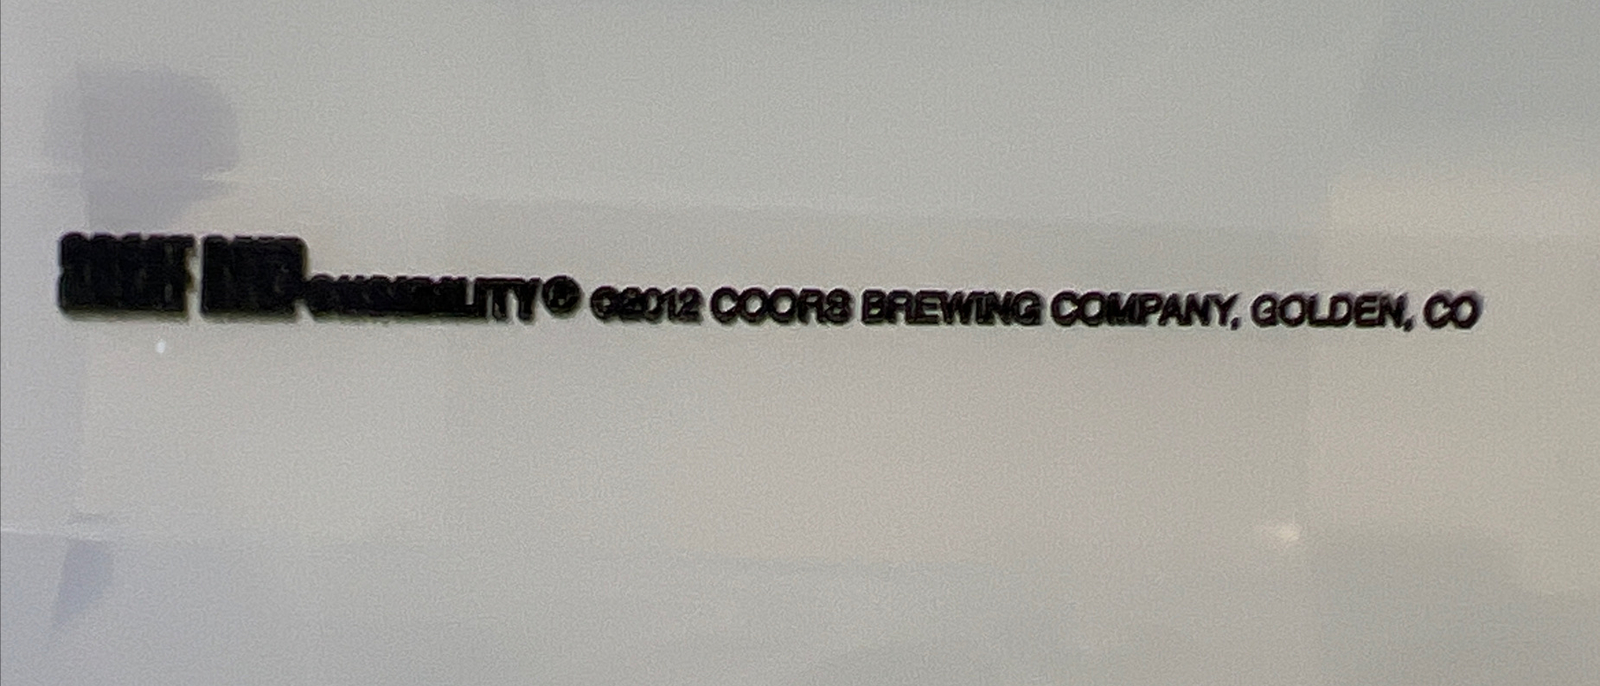 ®©2012 COORS BREWING COMPANY, GOLDEN, CO